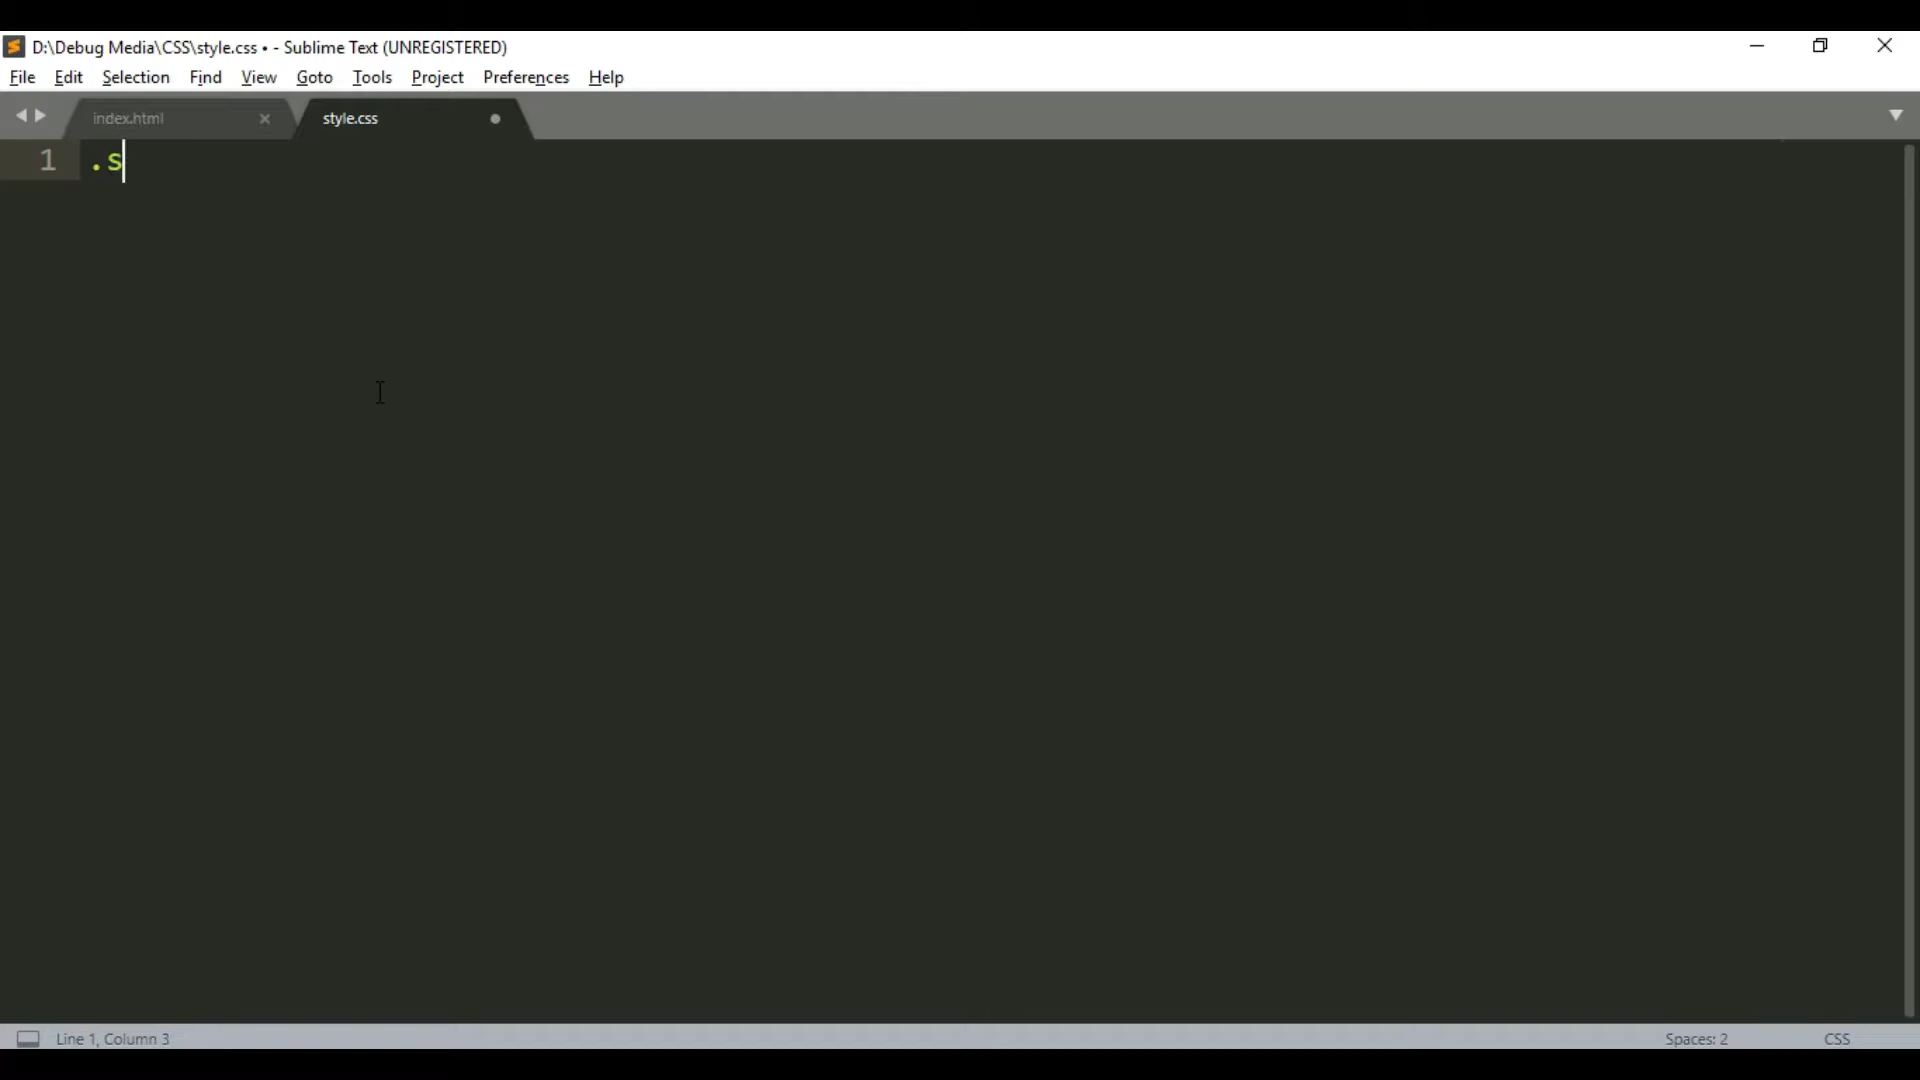 D:\Debug Media\CSS\style.css • - Sublime Text (UNREGISTERED)
File Edit Selection Find View Goto Tools Project Preferences Help
index.html style.css
1 .s
Line 1, Column 3 Spaces: 2 CSS